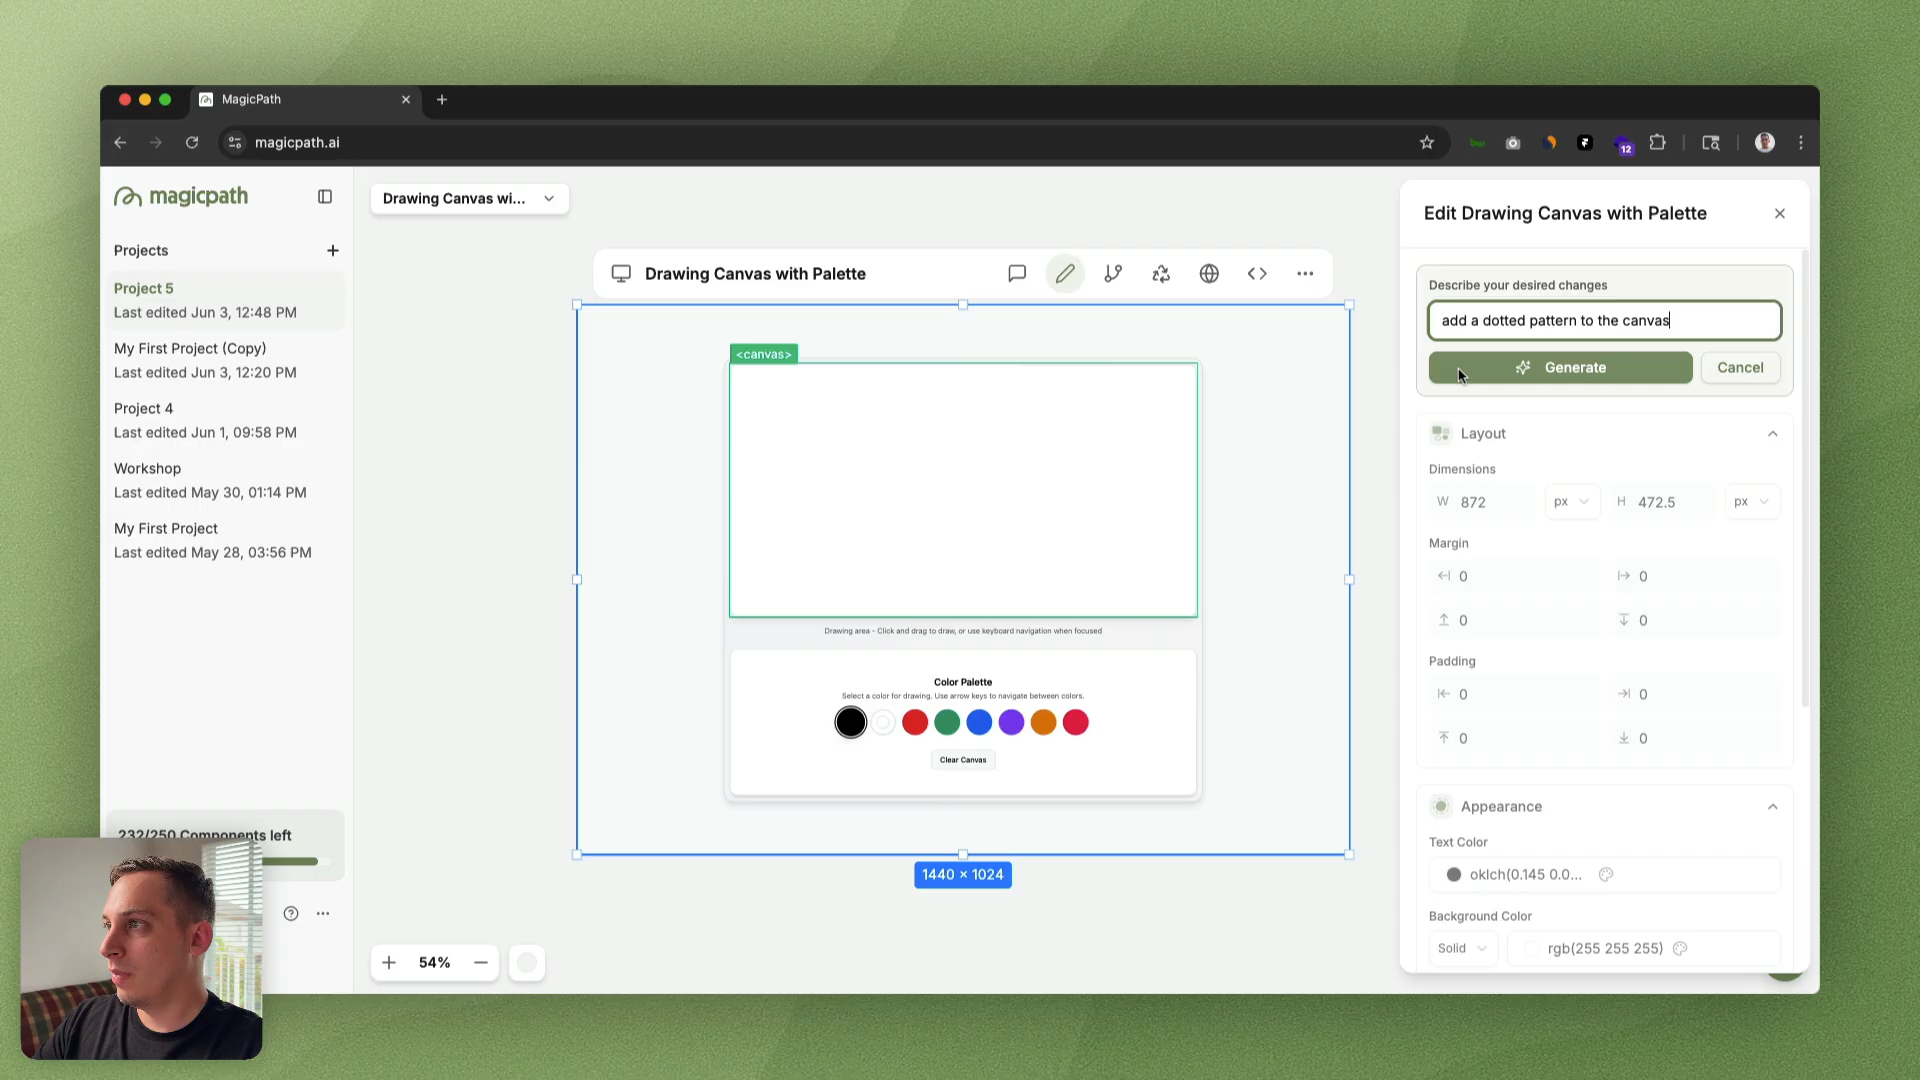 MagicPath
magicpath.ai
12
magicpath
Projects
Project 5
Last edited Jun 3, 12:48 PM
My First Project (Copy)
Last edited Jun 3, 12:20 PM
Project 4
Last edited Jun 1, 09:58 PM
Workshop
Last edited May 30, 01:14 PM
My First Project
Last edited May 28, 03:56 PM
232/250 Components left
Drawing Canvas wi...
Drawing Canvas with Palette
<canvas>
Drawing area - Click and drag to draw, or use keyboard navigation when focused
Color Palette
Select a color for drawing. Use arrow keys to navigate between colors.
Clear Canvas
1440 × 1024
54%
Edit Drawing Canvas with Palette
Describe your desired changes
add a dotted pattern to the canvas
Generate
Cancel
Layout
Dimensions
W 872 px H 472.5 px
Margin
0 0
0 0
Padding
0 0
0 0
Appearance
Text Color
oklch(0.145 0.0...
Background Color
Solid rgb(255 255 255)